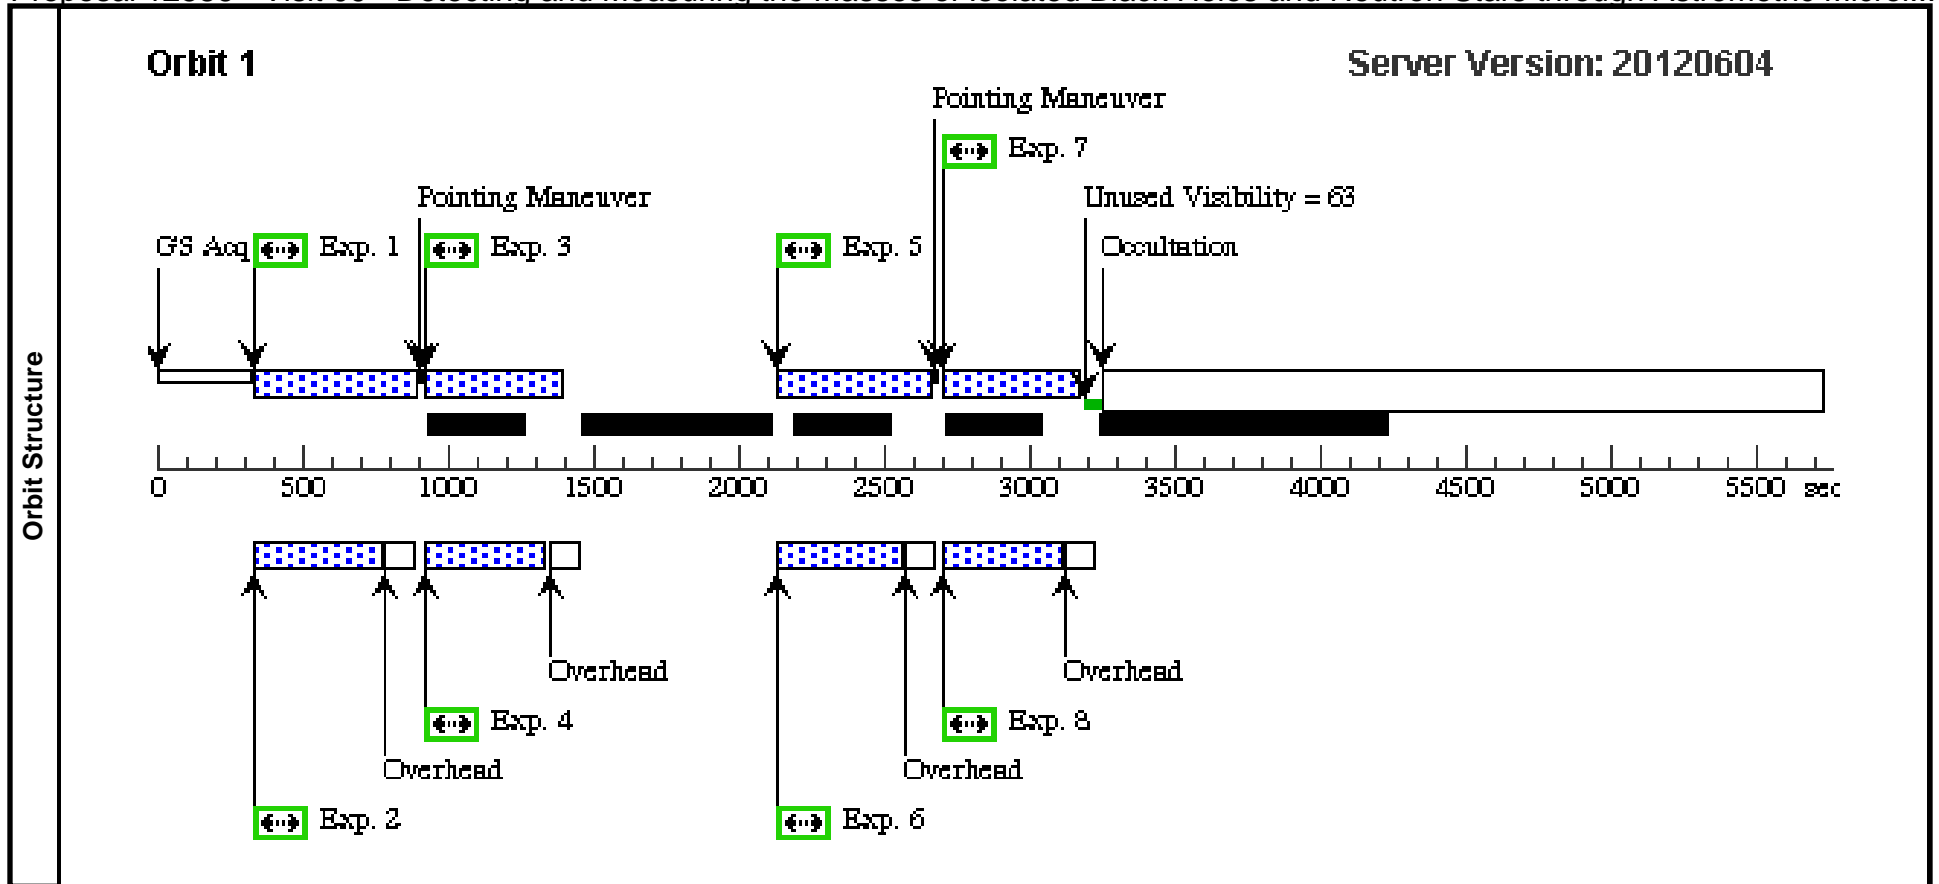 Orbit 1
Server Version: 20120604
Pointing Maneuver
Exp. 7
Pointing Maneuver
Unused Visibility = 63
GS Acq
Exp. 1
Exp. 3
Exp. 5
Occultation
Orbit Structure
0 500 1000 1500 2000 2500 3000 3500 4000 4500 5000 5500 sec
Overhead
Overhead
Exp. 4
Exp. 8
Overhead
Overhead
Exp. 2
Exp. 6